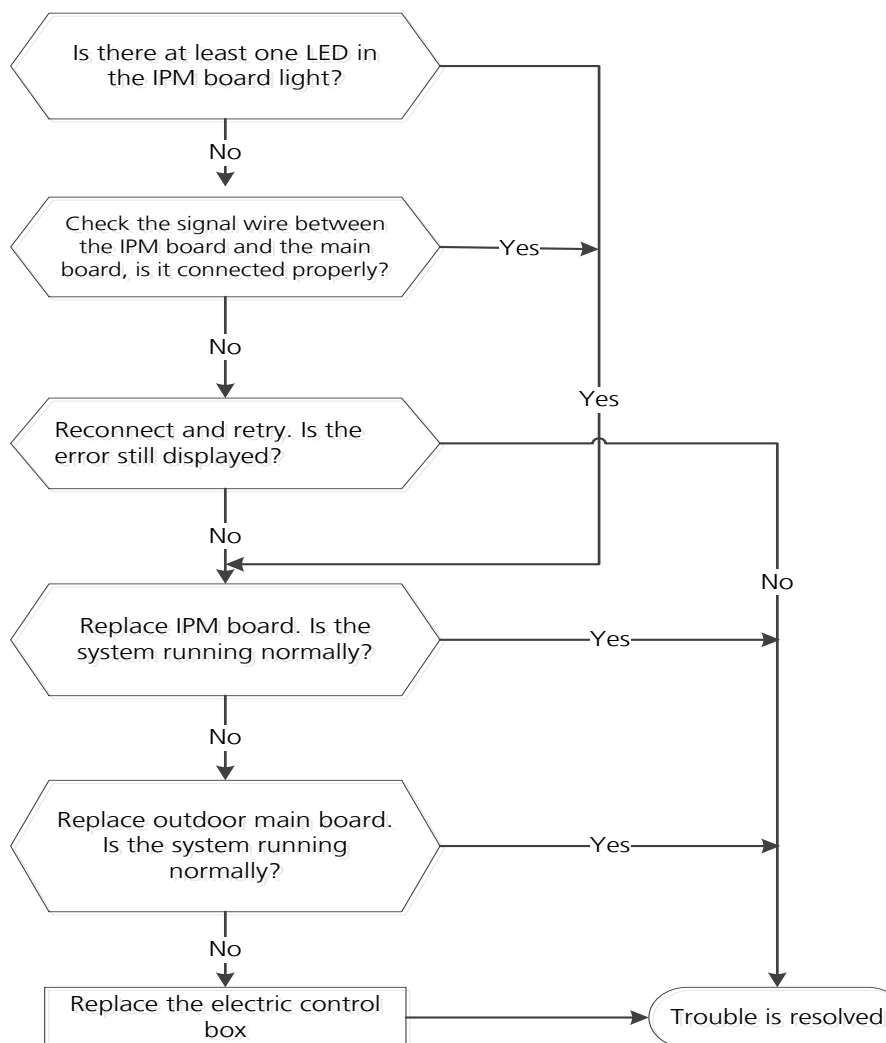 Is there at least one LED in
the IPM board light?
No
Check the signal wire between
the IPM board and the main
board, is it connected properly?
Yes
No
Yes
Reconnect and retry. Is the
error still displayed?
No
No
Replace IPM board. Is the
system running normally?
Yes
No
Replace outdoor main board.
Is the system running
normally?
Yes
No
Replace the electric control
box
Trouble is resolved